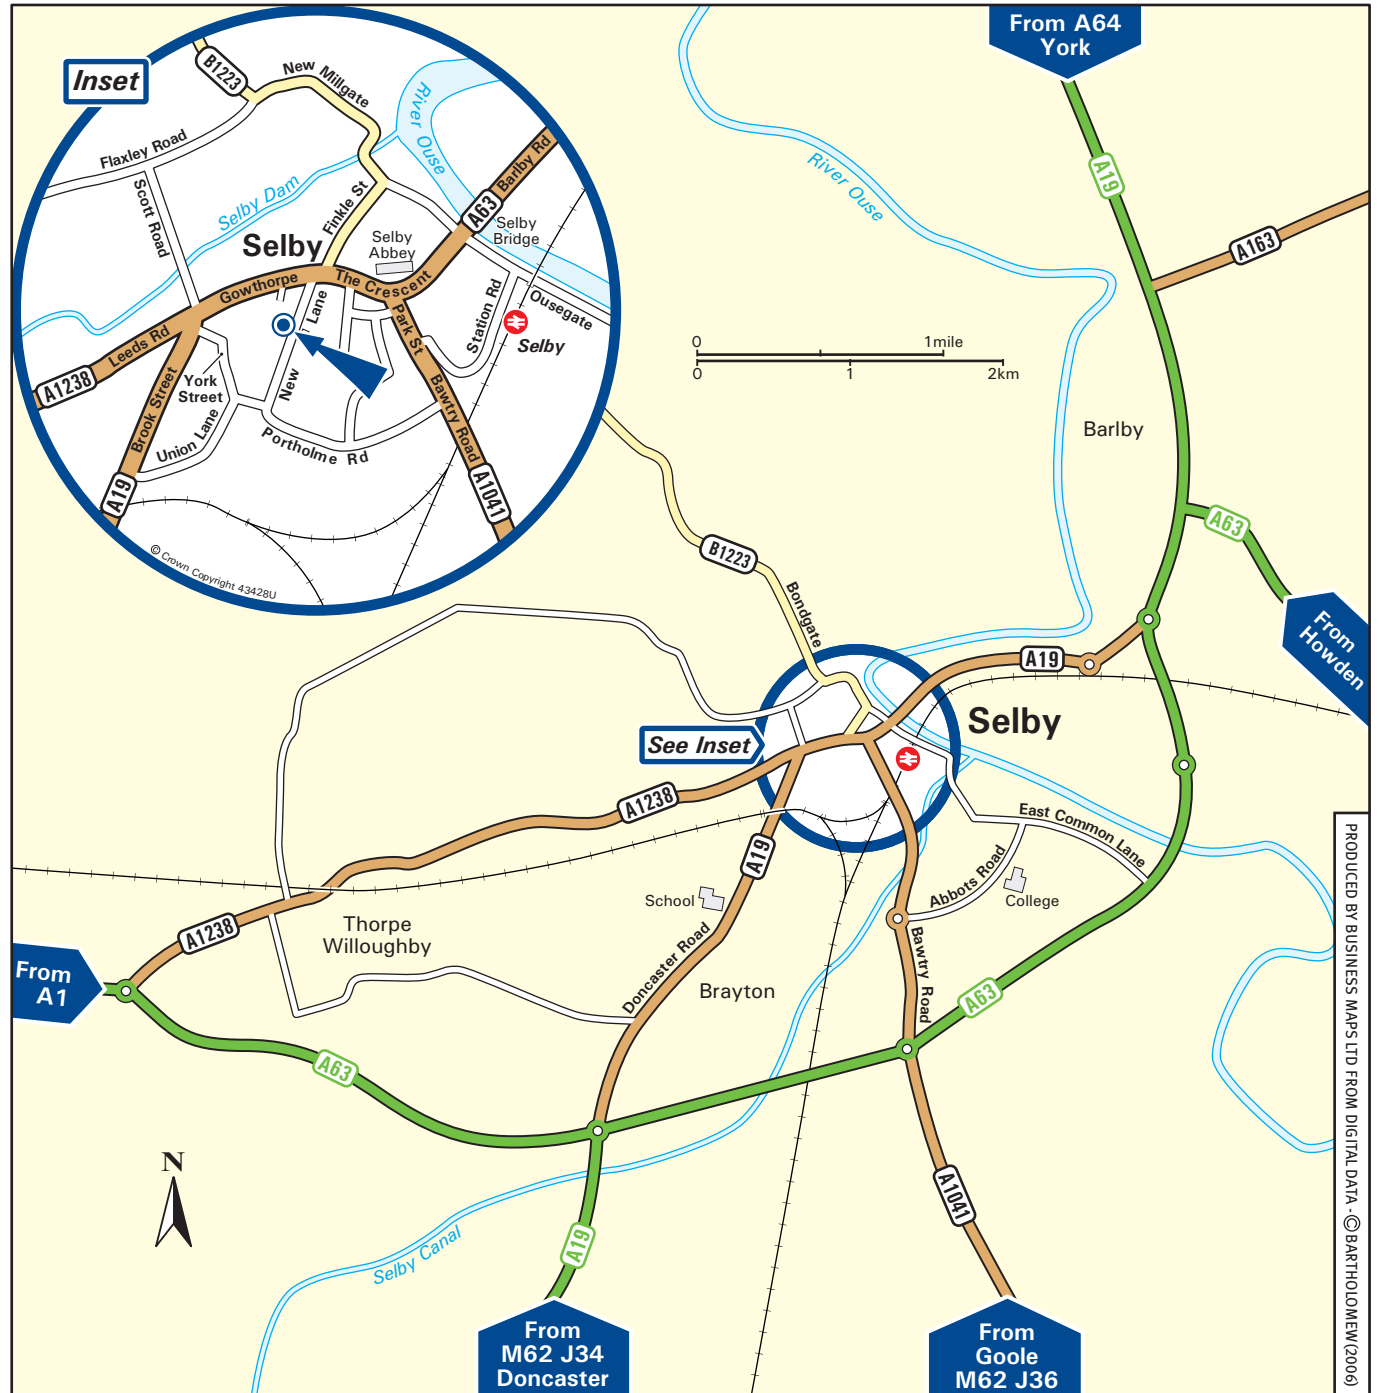 Inset
B1223
New Millgate
Flaxley Road
Scott Road
Selby Dam
River Ouse
Finkle St
Barlby Rd
A63
Selby
Selby
Abbey
Selby
Bridge
Gowthorpe
The Crescent
Leeds Rd
A1238
Brook Street
York
Street
Union Lane
New Lane
Portholme Rd
Park St
Bawtry Road
Station Rd
Ousegate
Selby
A19
A1041
© Crown Copyright 43428U
From A64
York
A19
River Ouse
A163
0 1mile
0 1 2km
Barlby
A63
From
Howden
B1223
Bondgate
A19
Selby
See Inset
A1238
A19
East Common Lane
Abbots Road
College
School
Thorpe
Willoughby
A1238
From
A1
Doncaster Road
Brayton
Bawtry Road
A63
A63
N
A19
Selby Canal
A1041
From
M62 J34
Doncaster
From
Goole
M62 J36
PRODUCED BY BUSINESS MAPS LTD FROM DIGITAL DATA - ©BARTHOLOMEW(2006)